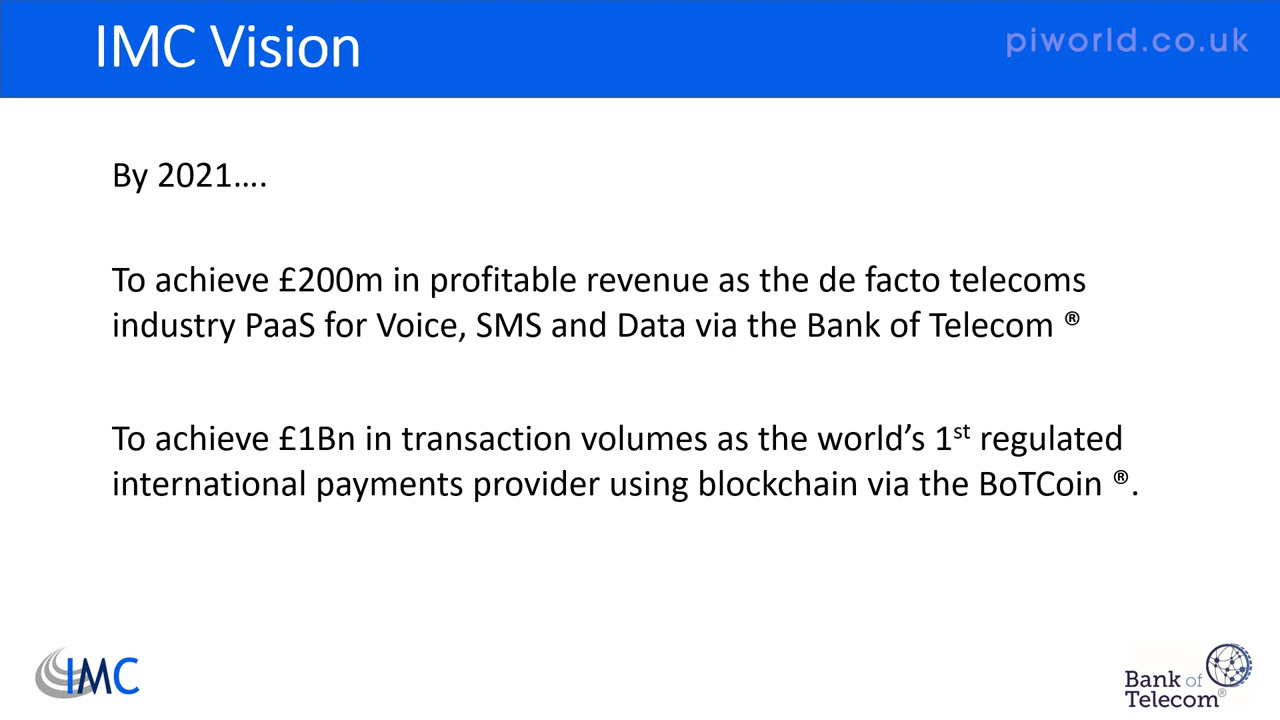 IMC Vision
piworld.co.uk
By 2021….
To achieve £200m in profitable revenue as the de facto telecoms
industry PaaS for Voice, SMS and Data via the Bank of Telecom ®
To achieve £1Bn in transaction volumes as the world’s 1st regulated
international payments provider using blockchain via the BoTCoin ®.
IMC
Bank of
Telecom®